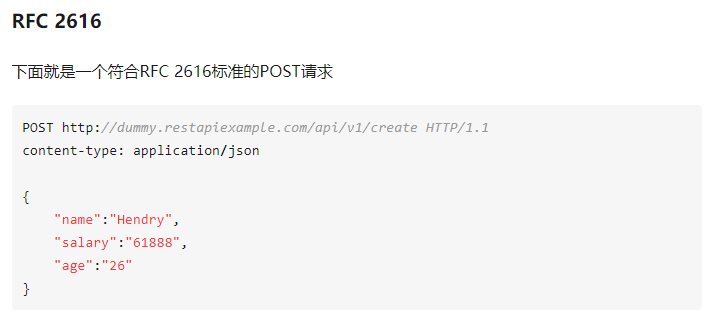 RFC 2616
下面就是一个符合RFC 2616标准的POST请求
POST http://dummy.restapiexample.com/api/v1/create HTTP/1.1
content-type: application/json
{
"name":"Hendry",
"salary":"61888",
"age":"26"
}